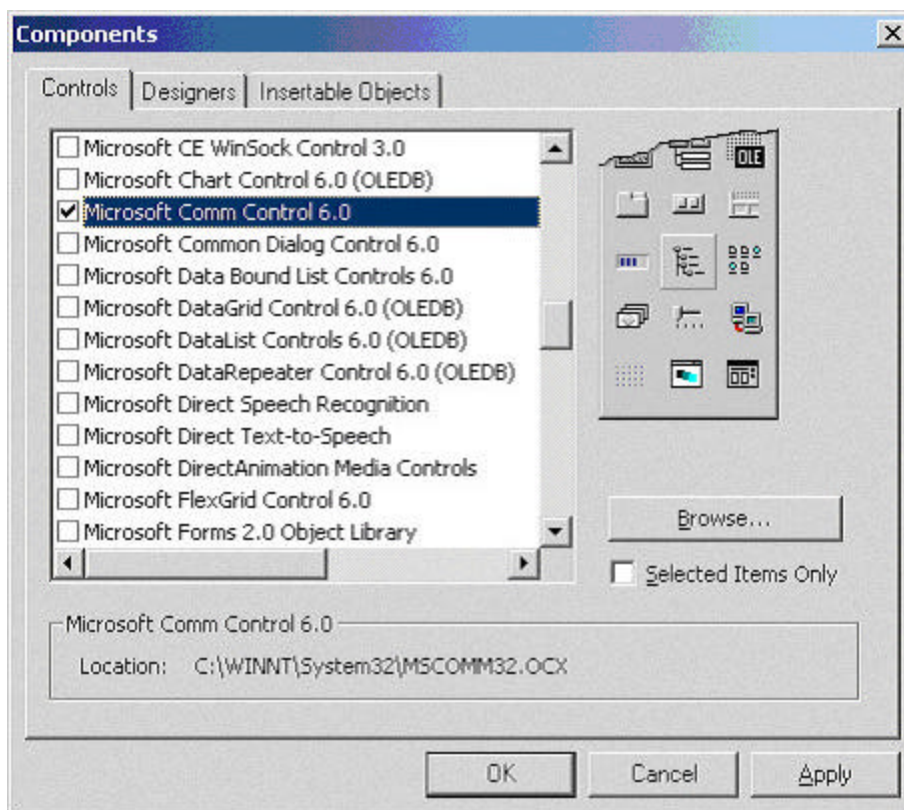 Components
Controls Designers Insertable Objects
Microsoft CE WinSock Control 3.0
Microsoft Chart Control 6.0 (OLEDB)
Microsoft Comm Control 6.0
Microsoft Common Dialog Control 6.0
Microsoft Data Bound List Controls 6.0
Microsoft DataGrid Control 6.0 (OLEDB)
Microsoft DataList Controls 6.0 (OLEDB)
Microsoft DataRepeater Control 6.0 (OLEDB)
Microsoft Direct Speech Recognition
Microsoft Direct Text-to-Speech
Microsoft DirectAnimation Media Controls
Microsoft FlexGrid Control 6.0
Microsoft Forms 2.0 Object Library
OLE
Browse...
Selected Items Only
Microsoft Comm Control 6.0
Location: C:\WINNT\System32\MSCOMM32.OCX
OK Cancel Apply